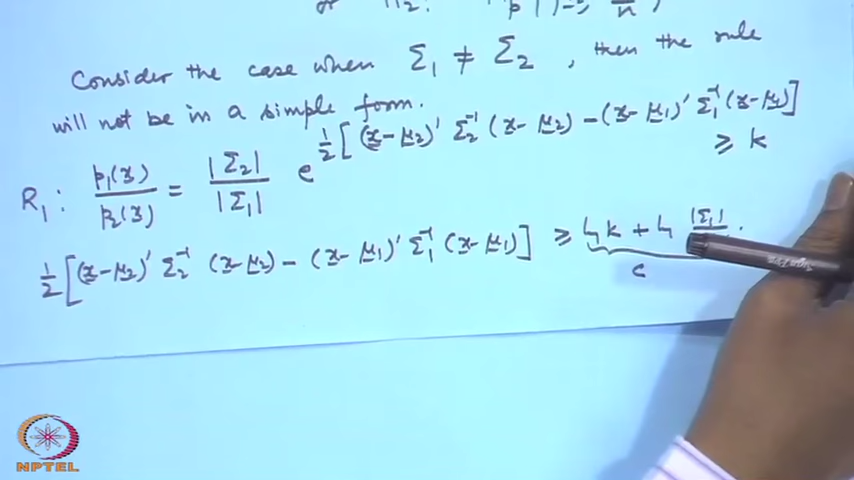 Consider the case when Σ₁ ≠ Σ₂, then the rule
will not be in a simple form.
R₁: p₁(x)/p₂(x) = |Σ₂|/|Σ₁| e^{½[(x-μ₂)' Σ₂⁻¹ (x-μ₂) - (x-μ₁)' Σ₁⁻¹ (x-μ₁)]} ≥ k
½[(x-μ₂)' Σ₂⁻¹ (x-μ₂) - (x-μ₁)' Σ₁⁻¹ (x-μ₁)] ≥ ln k + ln |Σ₁|
c
NPTEL